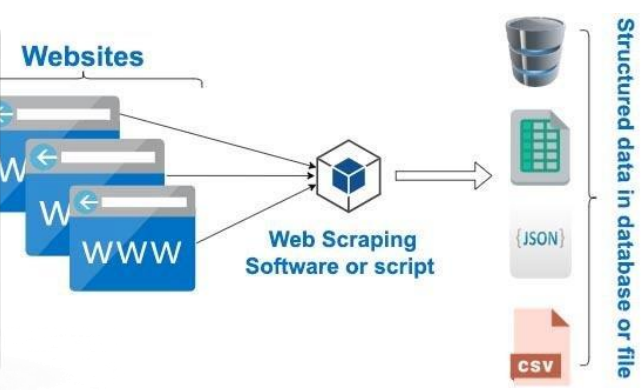 Websites
W
W
WWW
Web Scraping
Software or script
{JSON}
CSV
Structured data in database or file